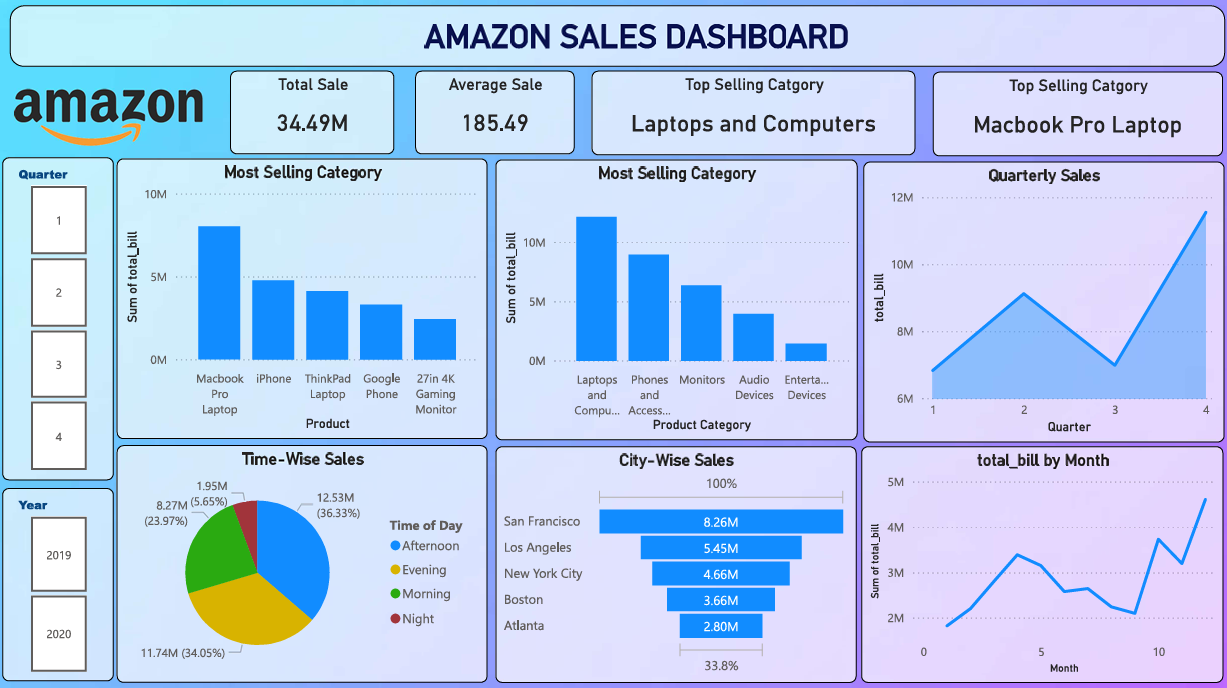 AMAZON SALES DASHBOARD
amazon
Total Sale
34.49M
Average Sale
185.49
Top Selling Catgory
Laptops and Computers
Top Selling Catgory
Macbook Pro Laptop
Quarter
1
2
3
4
Year
2019
2020
Most Selling Category
Sum of total_bill
10M
5M
0M
Macbook
Pro
Laptop
iPhone
ThinkPad
Laptop
Google
Phone
27in 4K
Gaming
Monitor
Product
Most Selling Category
Sum of total_bill
10M
5M
0M
Laptops
and
Compu...
Phones
and
Access...
Monitors
Audio
Devices
Enterta...
Devices
Product Category
Quarterly Sales
total_bill
12M
10M
8M
6M
1
2
3
4
Quarter
Time-Wise Sales
1.95M
(5.65%)
8.27M
(23.97%)
12.53M
(36.33%)
11.74M (34.05%)
Time of Day
Afternoon
Evening
Morning
Night
City-Wise Sales
100%
San Francisco 8.26M
Los Angeles 5.45M
New York City 4.66M
Boston 3.66M
Atlanta 2.80M
33.8%
total_bill by Month
Sum of total_bill
5M
4M
3M
2M
0
5
10
Month